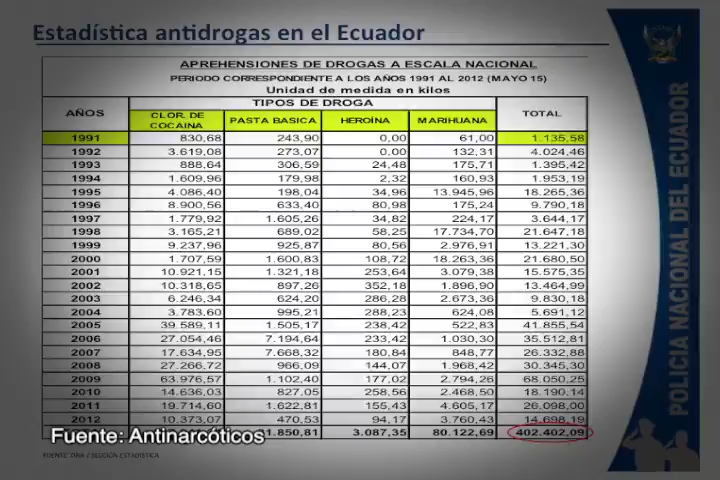 Estadística antidrogas en el Ecuador
APREHENSIONES DE DROGAS A ESCALA NACIONAL
PERIODO CORRESPONDIENTE A LOS AÑOS 1991 AL 2012 (MAYO 15)
Unidad de medida en kilos
AÑOS TIPOS DE DROGA TOTAL
CLOR. DE COCAINA PASTA BASICA HEROÍNA MARIHUANA
1991 830,68 243,90 0,00 61,00 1.135,58
1992 3.619,08 273,07 0,00 132,31 4.024,46
1993 888,64 306,59 24,48 175,71 1.395,42
1994 1.609,96 179,98 2,32 160,93 1.953,19
1995 4.086,40 198,04 34,96 13.945,96 18.265,36
1996 8.900,56 633,40 80,98 175,24 9.790,18
1997 1.779,92 1.605,26 34,82 224,17 3.644,17
1998 3.165,21 689,02 58,25 17.734,70 21.647,18
1999 9.237,96 925,87 80,56 2.976,91 13.221,30
2000 1.707,59 1.600,83 108,72 18.263,36 21.680,50
2001 10.921,15 1.321,18 253,64 3.079,38 15.575,35
2002 10.318,65 897,26 352,18 1.896,90 13.464,99
2003 6.246,34 624,20 286,28 2.673,36 9.830,18
2004 3.783,60 995,21 288,23 624,08 5.691,12
2005 39.589,11 1.505,17 238,42 522,83 41.855,54
2006 27.054,46 7.194,64 233,42 1.030,30 35.512,81
2007 17.634,95 7.668,32 180,84 848,77 26.332,88
2008 27.266,72 966,09 144,07 1.968,42 30.345,30
2009 63.976,57 1.102,40 177,02 2.794,26 68.050,25
2010 14.636,03 827,05 258,56 2.468,50 18.190,14
2011 19.714,60 1.622,81 155,43 4.605,17 26.098,00
2012 10.373,07 470,53 94,17 3.760,43 14.698,19
1.850,81 3.087,35 80.122,69 402.402,09
Fuente: Antinarcóticos
FUENTE: DNA / SECCIÓN ESTADISTICA
POLICIA NACIONAL DEL ECUADOR